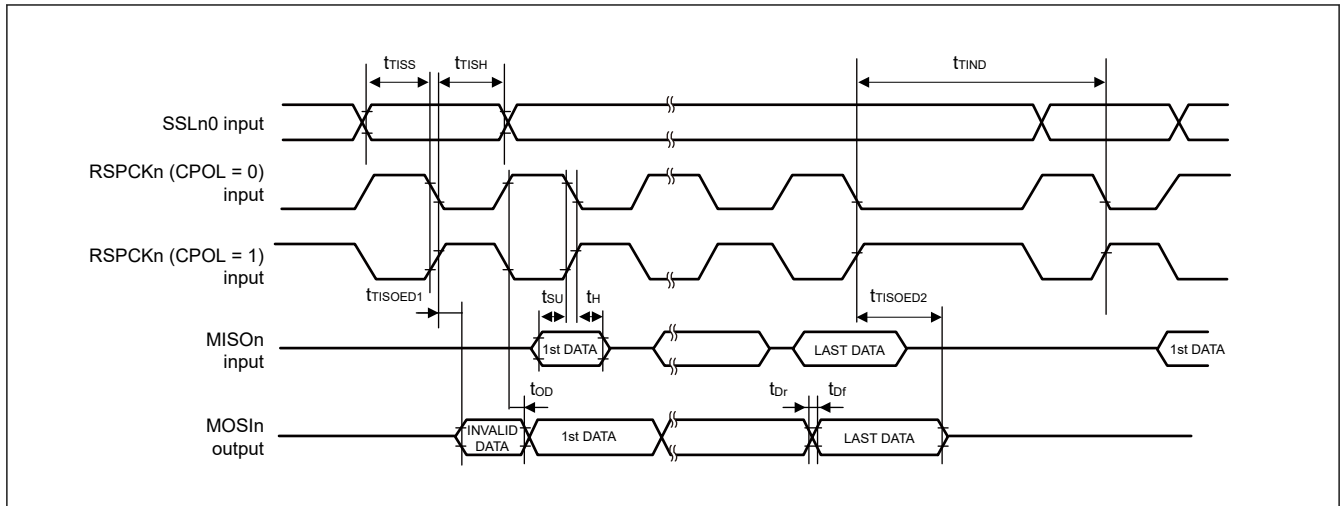 tTISS
tTISH
tTIND
SSLn0 input
RSPCKn (CPOL = 0)
input
RSPCKn (CPOL = 1)
input
tTISOED1
tSU
tH
tTISOED2
MISOn
input
1st DATA
LAST DATA
1st DATA
tOD
tDr
tDf
MOSIn
output
INVALID
DATA
1st DATA
LAST DATA